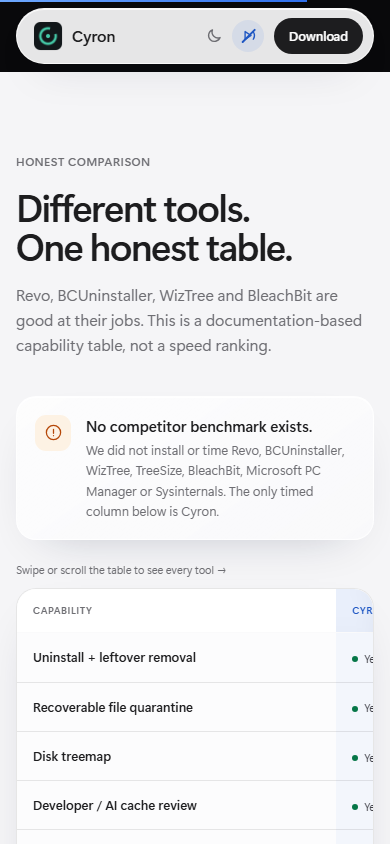 Cyron
Download
HONEST COMPARISON
Different tools.
One honest table.
Revo, BCUninstaller, WizTree and BleachBit are
good at their jobs. This is a documentation-based
capability table, not a speed ranking.
No competitor benchmark exists.
We did not install or time Revo, BCUninstaller,
WizTree, TreeSize, BleachBit, Microsoft PC
Manager or Sysinternals. The only timed
column below is Cyron.
Swipe or scroll the table to see every tool →
CAPABILITY
Uninstall + leftover removal
Recoverable file quarantine
Disk treemap
Developer / AI cache review